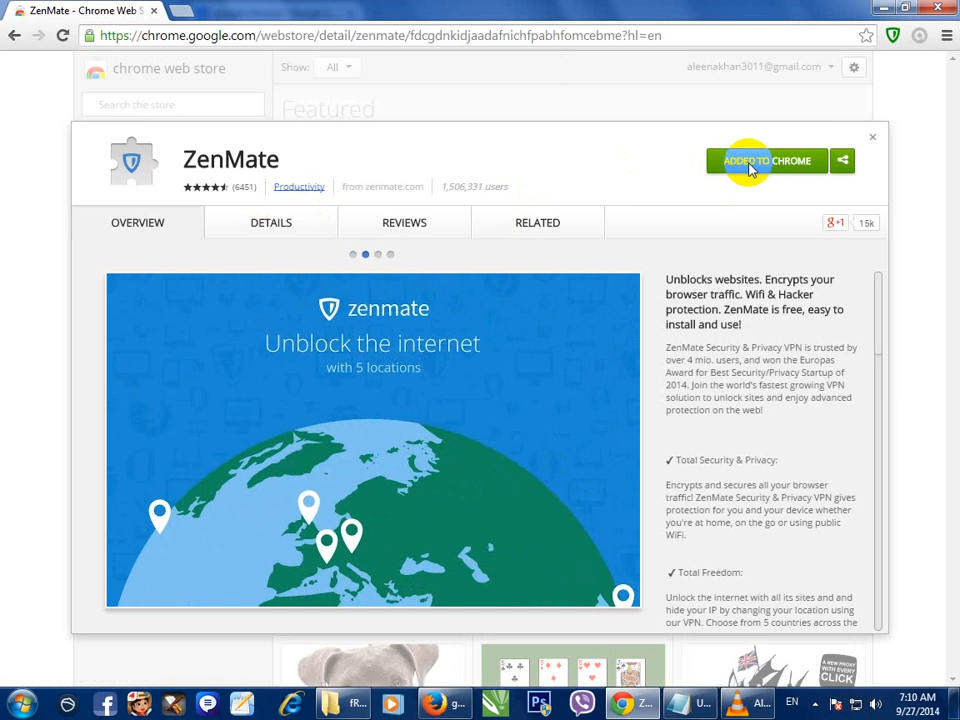 ZenMate - Chrome Web S
https://chrome.google.com/webstore/detail/zenmate/fdcgdnkidjaadafnichfpabhfomcebme?hl=en
chrome web store
Show: All
aleenakhan3011@gmail.com
Search the store
Featured
ZenMate
ADDED TO CHROME
(6451)
Productivity
from zenmate.com
1,506,331 users
OVERVIEW
DETAILS
REVIEWS
RELATED
g+1
15k
zenmate
Unblock the internet
with 5 locations
Unblocks websites. Encrypts your
browser traffic. Wifi & Hacker
protection. ZenMate is free, easy to
install and use!
ZenMate Security & Privacy VPN is trusted by
over 4 mio. users, and won the Europas
Award for Best Security/Privacy Startup of
2014. Join the world's fastest growing VPN
solution to unlock sites and enjoy advanced
protection on the web!
✓ Total Security & Privacy:
Encrypts and secures all your browser
traffic! ZenMate Security & Privacy VPN gives
protection for you and your device whether
you're at home, on the go or using public
WiFi.
✓ Total Freedom:
Unlock the internet with all its sites and and
hide your IP by changing your location using
our VPN. Choose from 5 countries across the
A NEW PROXY
WITH EVERY
CLICK
fR...
g...
Z...
U...
Al...
EN
7:10 AM
9/27/2014